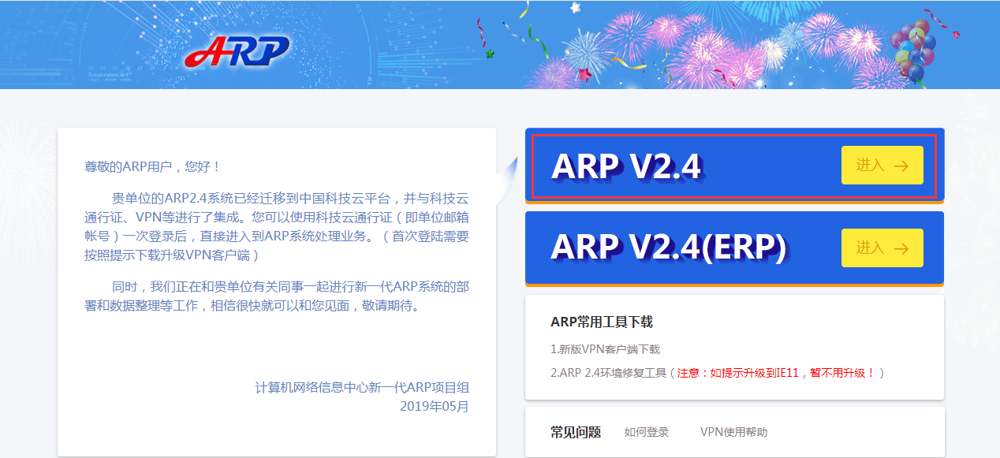 ARP
尊敬的ARP用户，您好！
贵单位的ARP2.4系统已经迁移到中国科技云平台，并与科技云
通行证、VPN等进行了集成。您可以使用科技云通行证（即单位邮箱
帐号）一次登录后，直接进入到ARP系统处理业务。（首次登陆需要
按照提示下载升级VPN客户端）
同时，我们正在和贵单位有关同事一起进行新一代ARP系统的部
署和数据整理等工作，相信很快就可以和您见面，敬请期待。
计算机网络信息中心新一代ARP项目组
2019年05月
ARP V2.4
进入 →
ARP V2.4(ERP)
进入 →
ARP常用工具下载
1.新版VPN客户端下载
2.ARP 2.4环境修复工具（注意：如提示升级到IE11，暂不用升级！）
常见问题 如何登录 VPN使用帮助